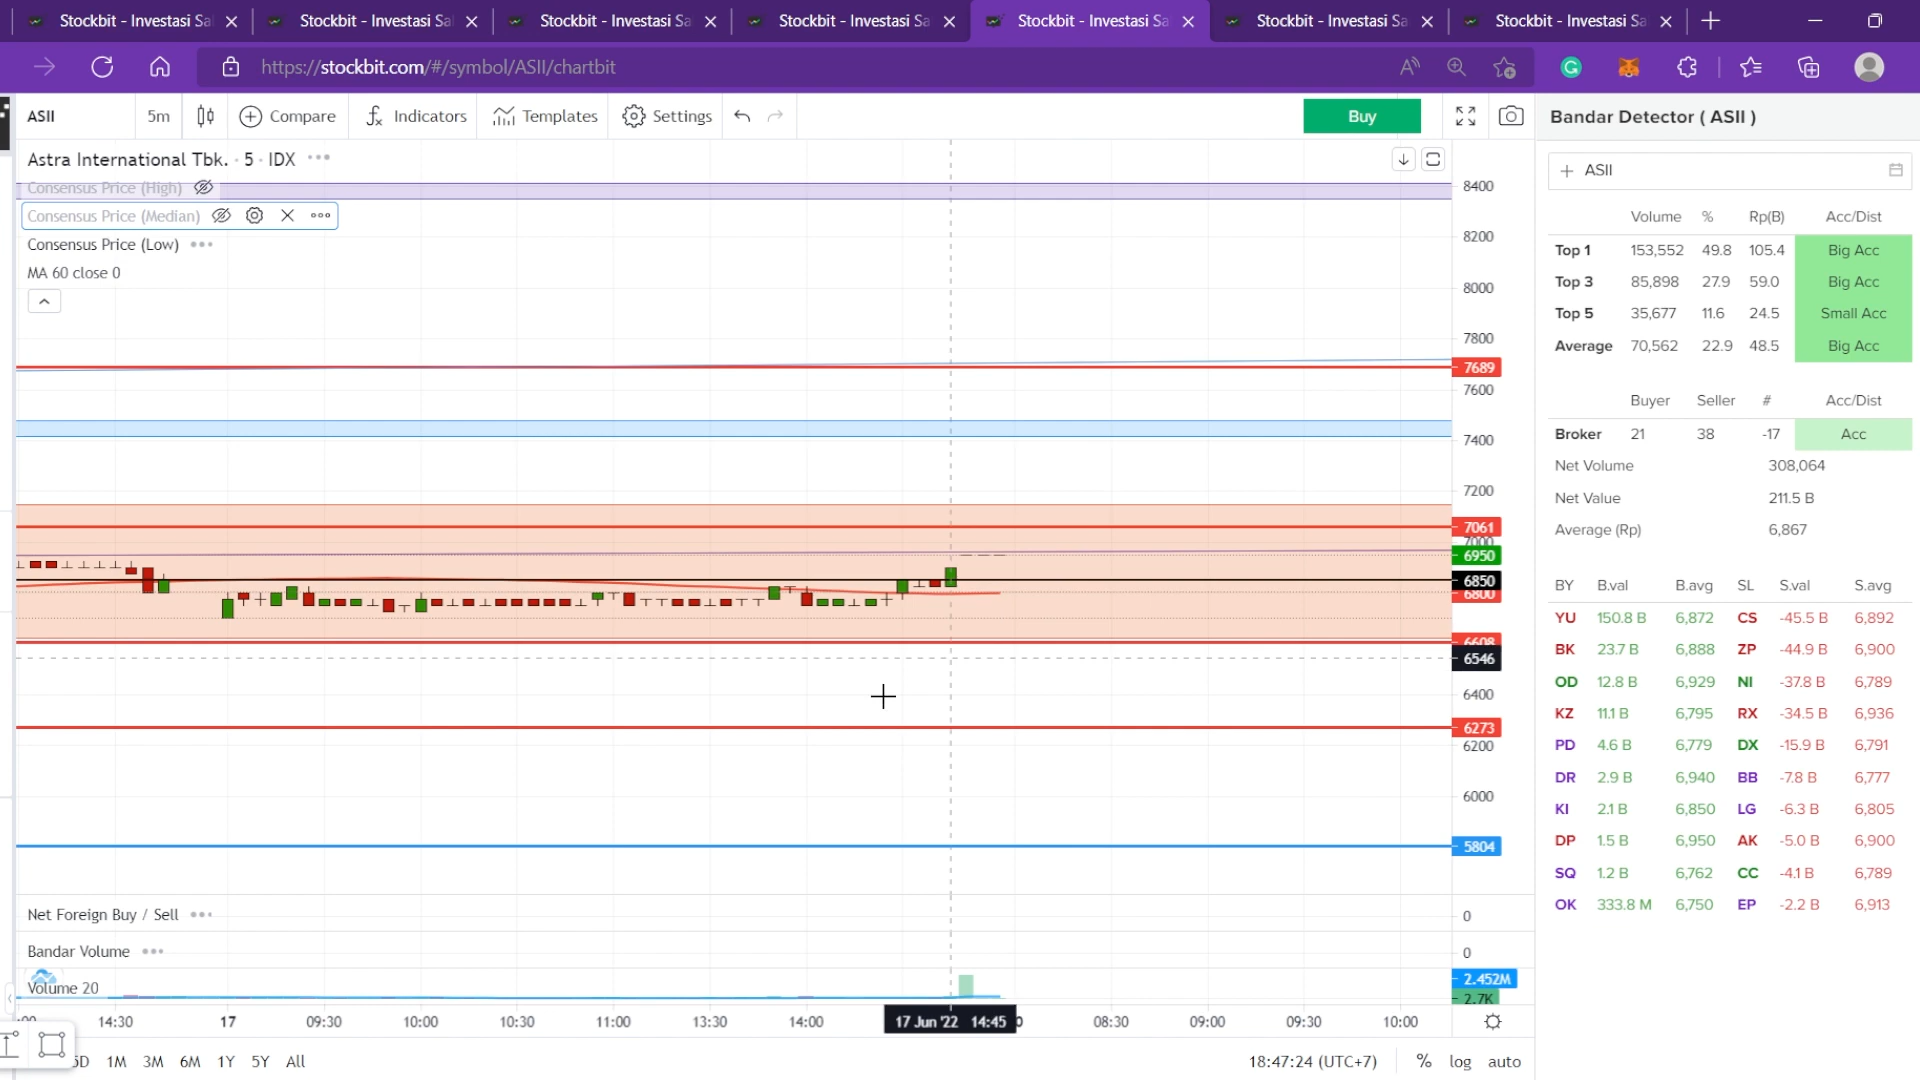 Stockbit - Investasi Sa
Stockbit - Investasi Sa
Stockbit - Investasi Sa
Stockbit - Investasi Sa
Stockbit - Investasi Sa
Stockbit - Investasi Sa
Stockbit - Investasi Sa
https://stockbit.com/#/symbol/ASII/chartbit
ASII 5m Compare Indicators Templates Settings Buy
Astra International Tbk. · 5 · IDX
Consensus Price (High)
Consensus Price (Median)
Consensus Price (Low)
MA 60 close 0
8400
8200
8000
7800
7689
7600
7400
7200
7061
7000
6950
6850
6800
6608
6546
6400
6273
6200
6000
5804
Net Foreign Buy / Sell 0
Bandar Volume 0
Volume 20 2.452M
2.7K
14:30 17 09:30 10:00 10:30 11:00 13:30 14:00 17 Jun '22 14:45 08:30 09:00 09:30 10:00
5D 1M 3M 6M 1Y 5Y All 18:47:24 (UTC+7) % log auto
Bandar Detector ( ASII )
ASII
Volume % Rp(B) Acc/Dist
Top 1 153,552 49.8 105.4 Big Acc
Top 3 85,898 27.9 59.0 Big Acc
Top 5 35,677 11.6 24.5 Small Acc
Average 70,562 22.9 48.5 Big Acc
Buyer Seller # Acc/Dist
Broker 21 38 -17 Acc
Net Volume 308,064
Net Value 211.5 B
Average (Rp) 6,867
BY B.val B.avg SL S.val S.avg
YU 150.8 B 6,872 CS -45.5 B 6,892
BK 23.7 B 6,888 ZP -44.9 B 6,900
OD 12.8 B 6,929 NI -37.8 B 6,789
KZ 11.1 B 6,795 RX -34.5 B 6,936
PD 4.6 B 6,779 DX -15.9 B 6,791
DR 2.9 B 6,940 BB -7.8 B 6,777
KI 2.1 B 6,850 LG -6.3 B 6,805
DP 1.5 B 6,950 AK -5.0 B 6,900
SQ 1.2 B 6,762 CC -4.1 B 6,789
OK 333.8 M 6,750 EP -2.2 B 6,913